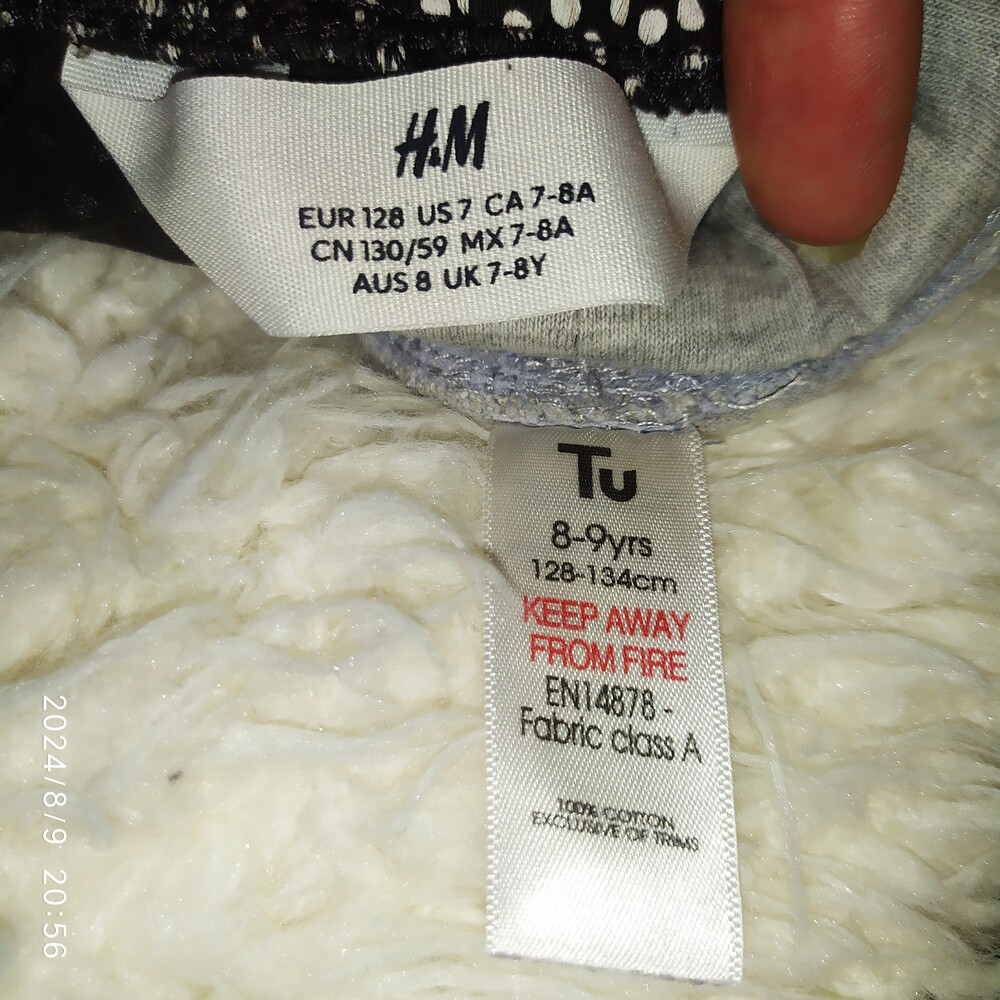 H&M
EUR 128 US 7 CA 7-8A
CN 130/59 MX 7-8A
AUS 8 UK 7-8Y
Tu
8-9yrs
128-134cm
KEEP AWAY
FROM FIRE
EN14878 -
Fabric class A
100% COTTON
EXCLUSIVE OF TRIMS
2024/8/9 20:56